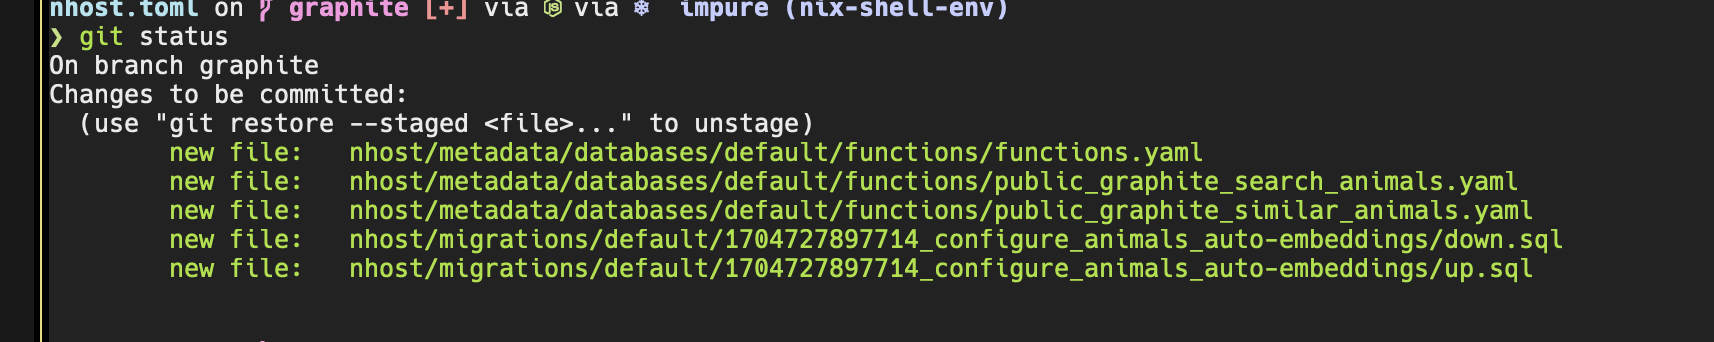 nhost.toml on graphite [+] via via ❄ impure (nix-shell-env)
❯ git status
On branch graphite
Changes to be committed:
  (use "git restore --staged <file>..." to unstage)
        new file:   nhost/metadata/databases/default/functions/functions.yaml
        new file:   nhost/metadata/databases/default/functions/public_graphite_search_animals.yaml
        new file:   nhost/metadata/databases/default/functions/public_graphite_similar_animals.yaml
        new file:   nhost/migrations/default/1704727897714_configure_animals_auto-embeddings/down.sql
        new file:   nhost/migrations/default/1704727897714_configure_animals_auto-embeddings/up.sql